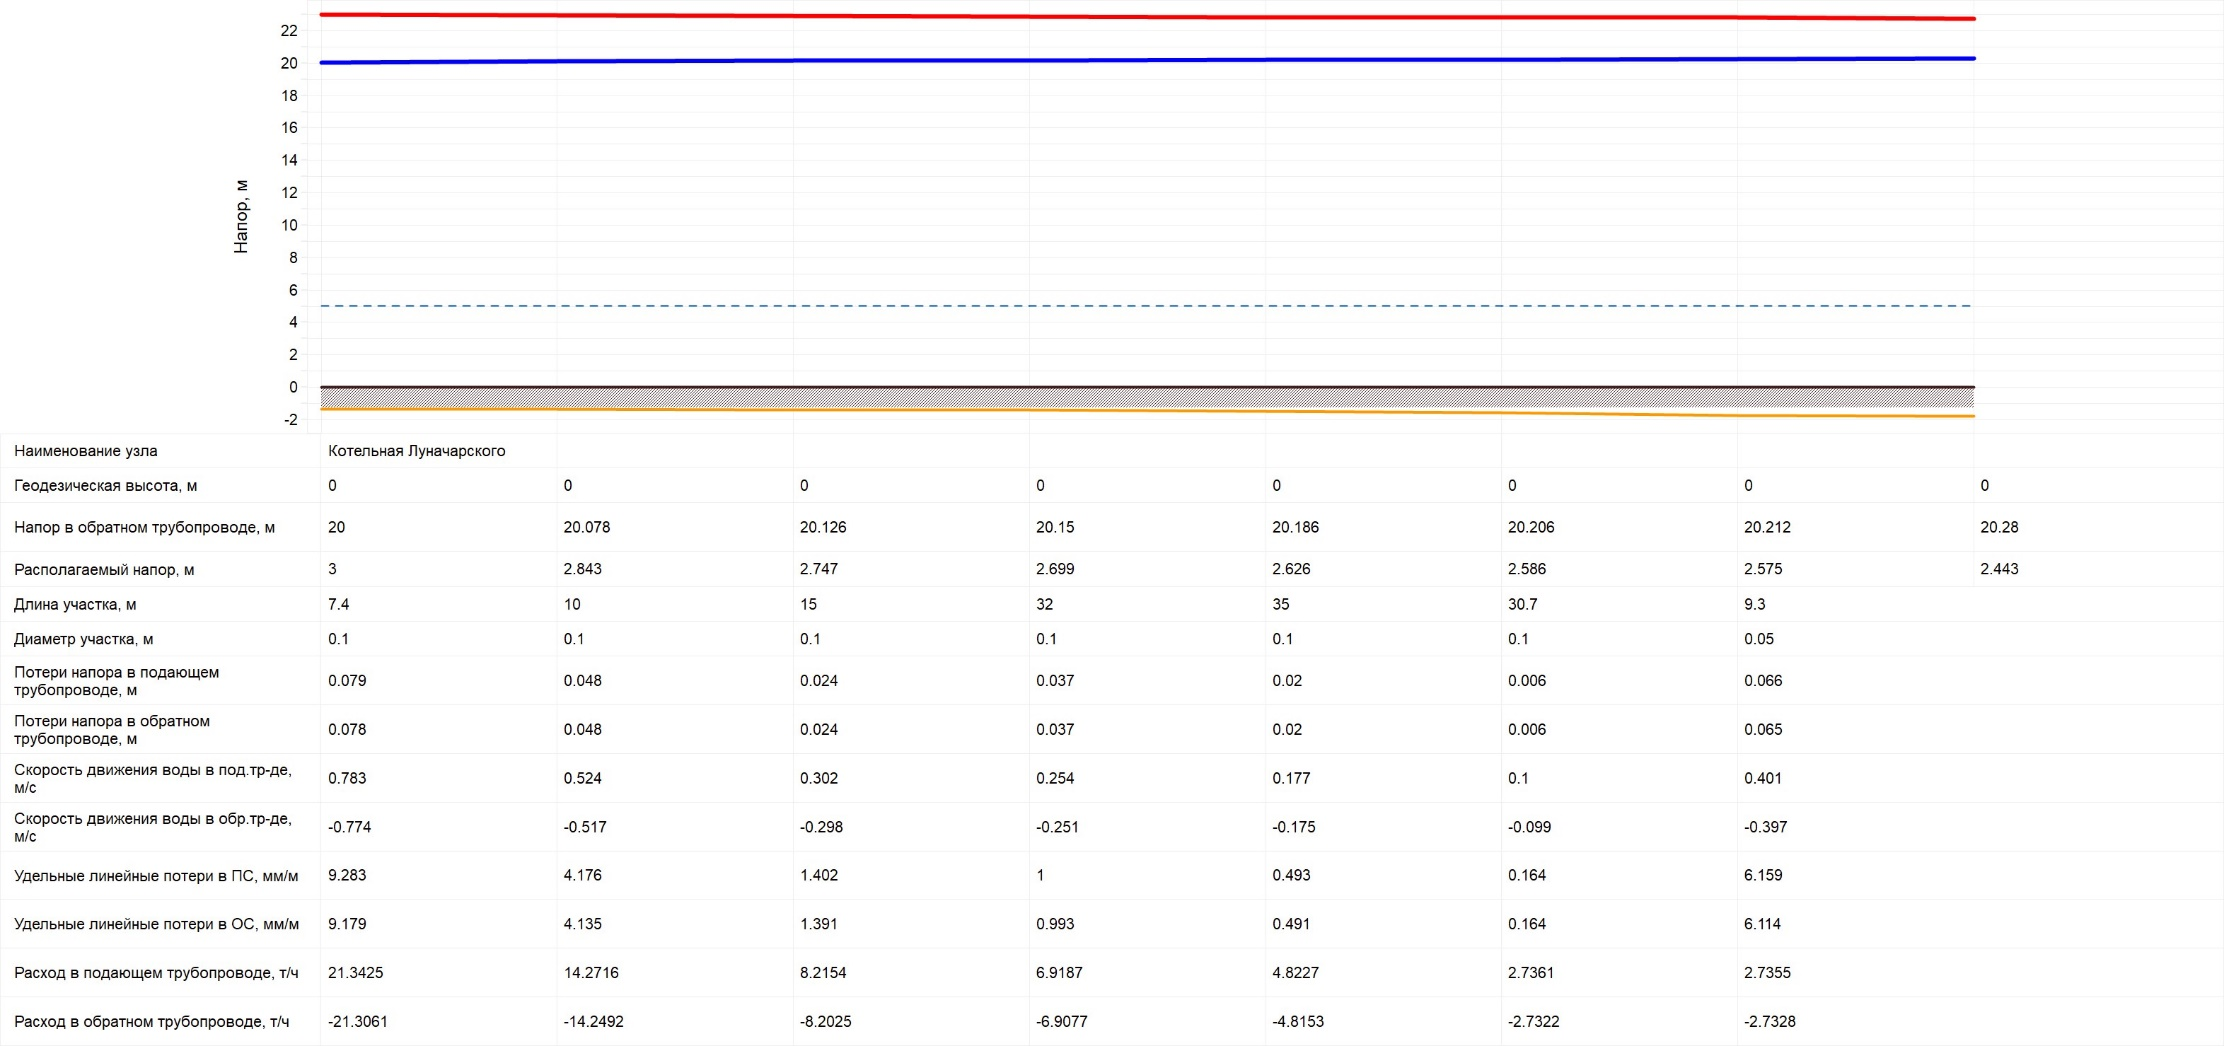 22
20
18
16
14
12
10
8
6
4
2
0
-2
Напор, м
Наименование узла Котельная Луначарского
Геодезическая высота, м 0 0 0 0 0 0 0 0
Напор в обратном трубопроводе, м 20 20.078 20.126 20.15 20.186 20.206 20.212 20.28
Располагаемый напор, м 3 2.843 2.747 2.699 2.626 2.586 2.575 2.443
Длина участка, м 7.4 10 15 32 35 30.7 9.3
Диаметр участка, м 0.1 0.1 0.1 0.1 0.1 0.1 0.05
Потери напора в подающем
трубопроводе, м 0.079 0.048 0.024 0.037 0.02 0.006 0.066
Потери напора в обратном
трубопроводе, м 0.078 0.048 0.024 0.037 0.02 0.006 0.065
Скорость движения воды в под.тр-де,
м/с 0.783 0.524 0.302 0.254 0.177 0.1 0.401
Скорость движения воды в обр.тр-де,
м/с -0.774 -0.517 -0.298 -0.251 -0.175 -0.099 -0.397
Удельные линейные потери в ПС, мм/м 9.283 4.176 1.402 1 0.493 0.164 6.159
Удельные линейные потери в ОС, мм/м 9.179 4.135 1.391 0.993 0.491 0.164 6.114
Расход в подающем трубопроводе, т/ч 21.3425 14.2716 8.2154 6.9187 4.8227 2.7361 2.7355
Расход в обратном трубопроводе, т/ч -21.3061 -14.2492 -8.2025 -6.9077 -4.8153 -2.7322 -2.7328